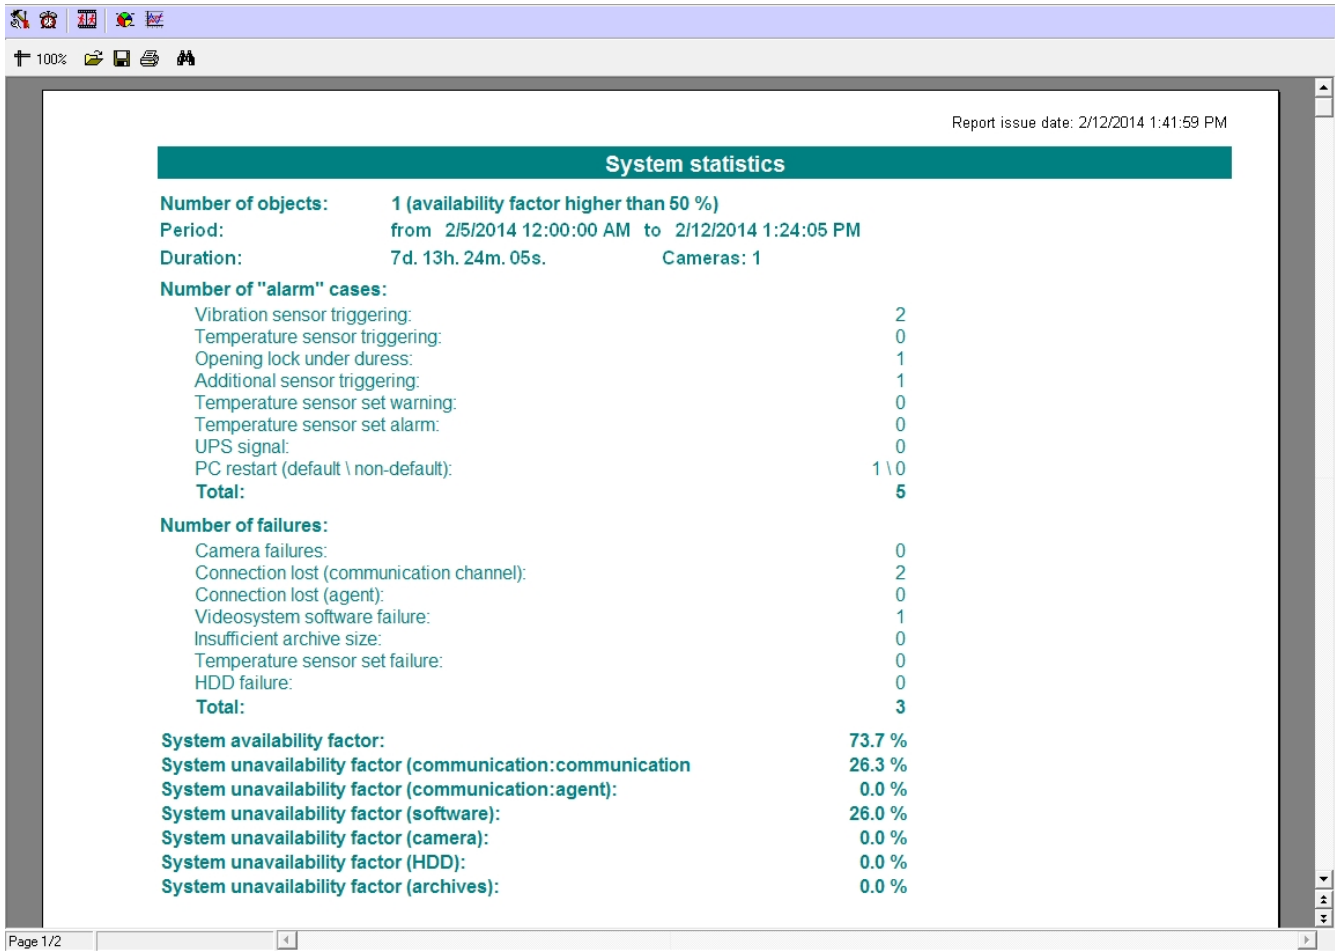 100%
Report issue date: 2/12/2014 1:41:59 PM
System statistics
Number of objects: 1 (availability factor higher than 50 %)
Period: from 2/5/2014 12:00:00 AM to 2/12/2014 1:24:05 PM
Duration: 7d. 13h. 24m. 05s. Cameras: 1
Number of "alarm" cases:
Vibration sensor triggering: 2
Temperature sensor triggering: 0
Opening lock under duress: 1
Additional sensor triggering: 1
Temperature sensor set warning: 0
Temperature sensor set alarm: 0
UPS signal: 0
PC restart (default \ non-default): 1 \ 0
Total: 5
Number of failures:
Camera failures: 0
Connection lost (communication channel): 2
Connection lost (agent): 0
Videosystem software failure: 1
Insufficient archive size: 0
Temperature sensor set failure: 0
HDD failure: 0
Total: 3
System availability factor: 73.7 %
System unavailability factor (communication:communication 26.3 %
System unavailability factor (communication:agent): 0.0 %
System unavailability factor (software): 26.0 %
System unavailability factor (camera): 0.0 %
System unavailability factor (HDD): 0.0 %
System unavailability factor (archives): 0.0 %
Page 1/2